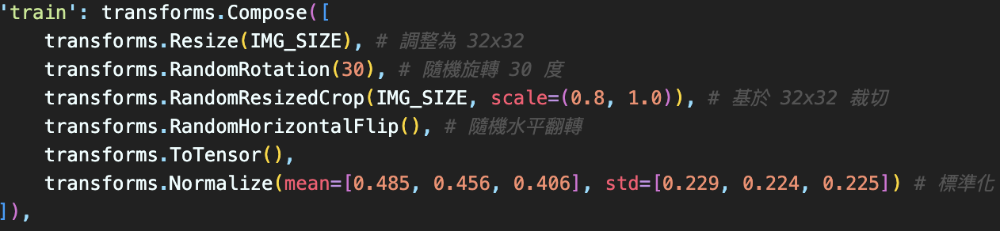 'train': transforms.Compose([
    transforms.Resize(IMG_SIZE), # 調整為 32x32
    transforms.RandomRotation(30), # 隨機旋轉 30 度
    transforms.RandomResizedCrop(IMG_SIZE, scale=(0.8, 1.0)), # 基於 32x32 裁切
    transforms.RandomHorizontalFlip(), # 隨機水平翻轉
    transforms.ToTensor(),
    transforms.Normalize(mean=[0.485, 0.456, 0.406], std=[0.229, 0.224, 0.225]) # 標準化
]),